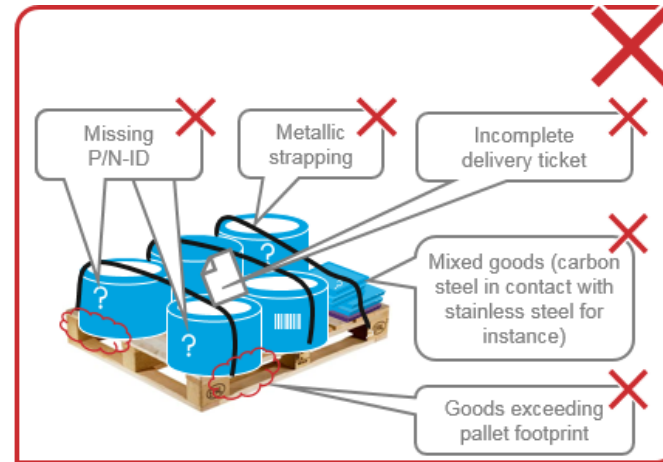 Missing
P/N-ID
Metallic
strapping
Incomplete
delivery ticket
?
?
?
Mixed goods (carbon
steel in contact with
stainless steel for
instance)
Goods exceeding
pallet footprint